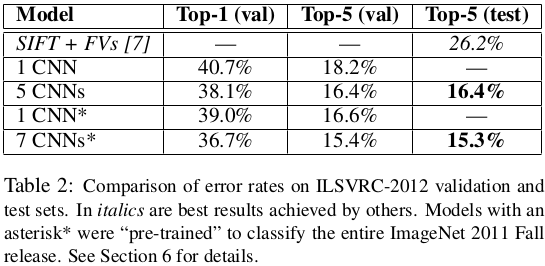 Model Top-1 (val) Top-5 (val) Top-5 (test)
SIFT + FVs [7] — — 26.2%
1 CNN 40.7% 18.2% —
5 CNNs 38.1% 16.4% 16.4%
1 CNN* 39.0% 16.6% —
7 CNNs* 36.7% 15.4% 15.3%
Table 2: Comparison of error rates on ILSVRC-2012 validation and
test sets. In italics are best results achieved by others. Models with an
asterisk* were “pre-trained” to classify the entire ImageNet 2011 Fall
release. See Section 6 for details.